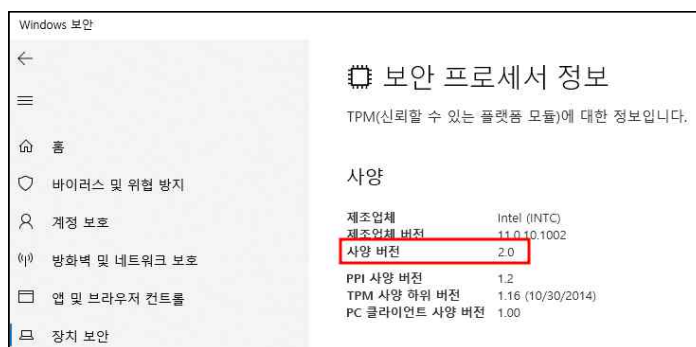 Windows 보안
홈
바이러스 및 위협 방지
계정 보호
방화벽 및 네트워크 보호
앱 및 브라우저 컨트롤
장치 보안
보안 프로세서 정보
TPM(신뢰할 수 있는 플랫폼 모듈)에 대한 정보입니다.
사양
제조업체 Intel (INTC)
제조업체 버전 11.0.10.1002
사양 버전 2.0
PPI 사양 버전 1.2
TPM 사양 하위 버전 1.16 (10/30/2014)
PC 클라이언트 사양 버전 1.00